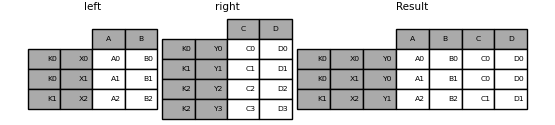 left right Result
A B
K0 X0 A0 B0
K0 X1 A1 B1
K1 X2 A2 B2
C D
K0 Y0 C0 D0
K1 Y1 C1 D1
K2 Y2 C2 D2
K2 Y3 C3 D3
A B C D
K0 X0 Y0 A0 B0 C0 D0
K0 X1 Y0 A1 B1 C0 D0
K1 X2 Y1 A2 B2 C1 D1